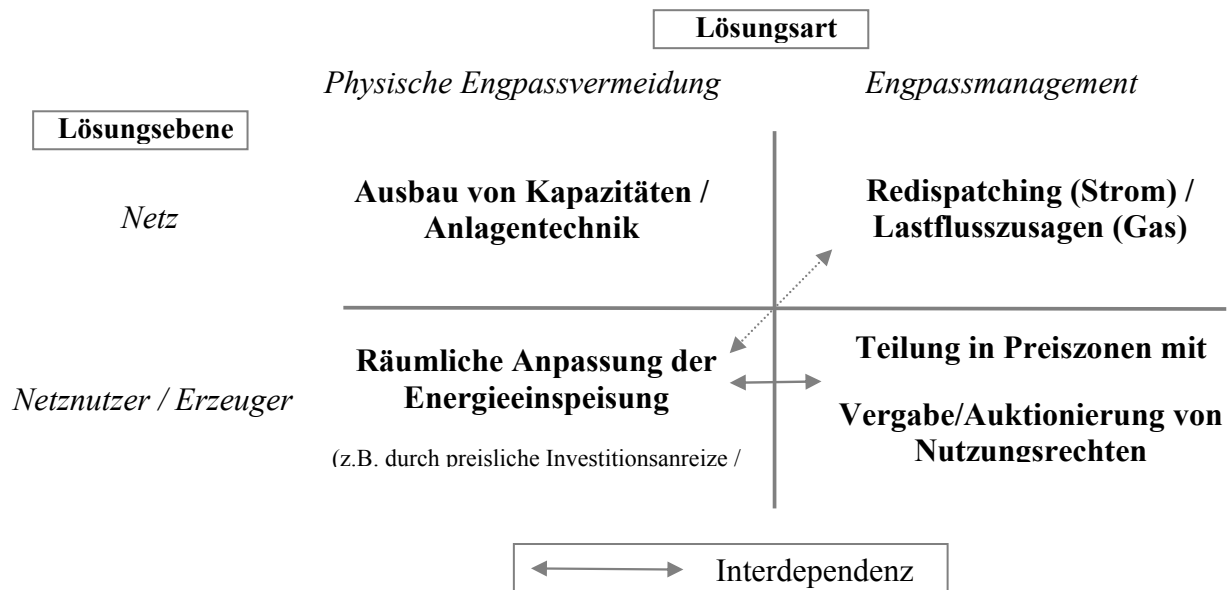 Lösungsart
Physische Engpassvermeidung
Engpassmanagement
Lösungsebene
Netz
Ausbau von Kapazitäten /
Anlagentechnik
Redispatching (Strom) /
Lastflusszusagen (Gas)
Netznutzer / Erzeuger
Räumliche Anpassung der
Energieeinspeisung
(z.B. durch preisliche Investitionsanreize /
Teilung in Preiszonen mit
Vergabe/Auktionierung von
Nutzungsrechten
Interdependenz